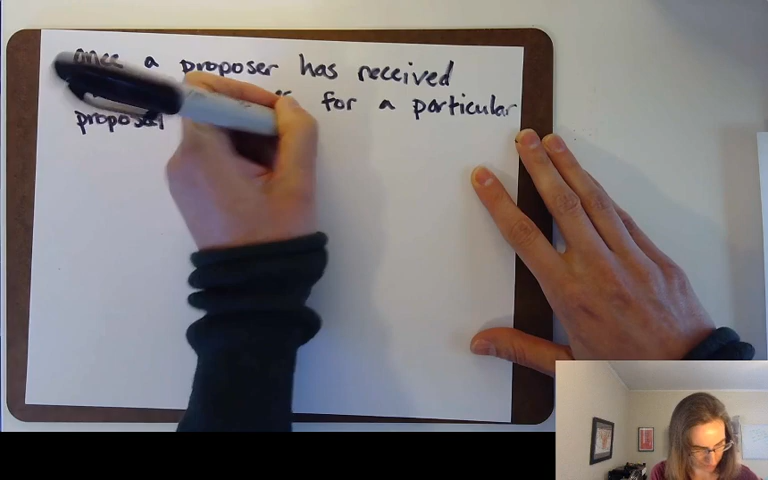 once a proposer has received
for a particular
proposal